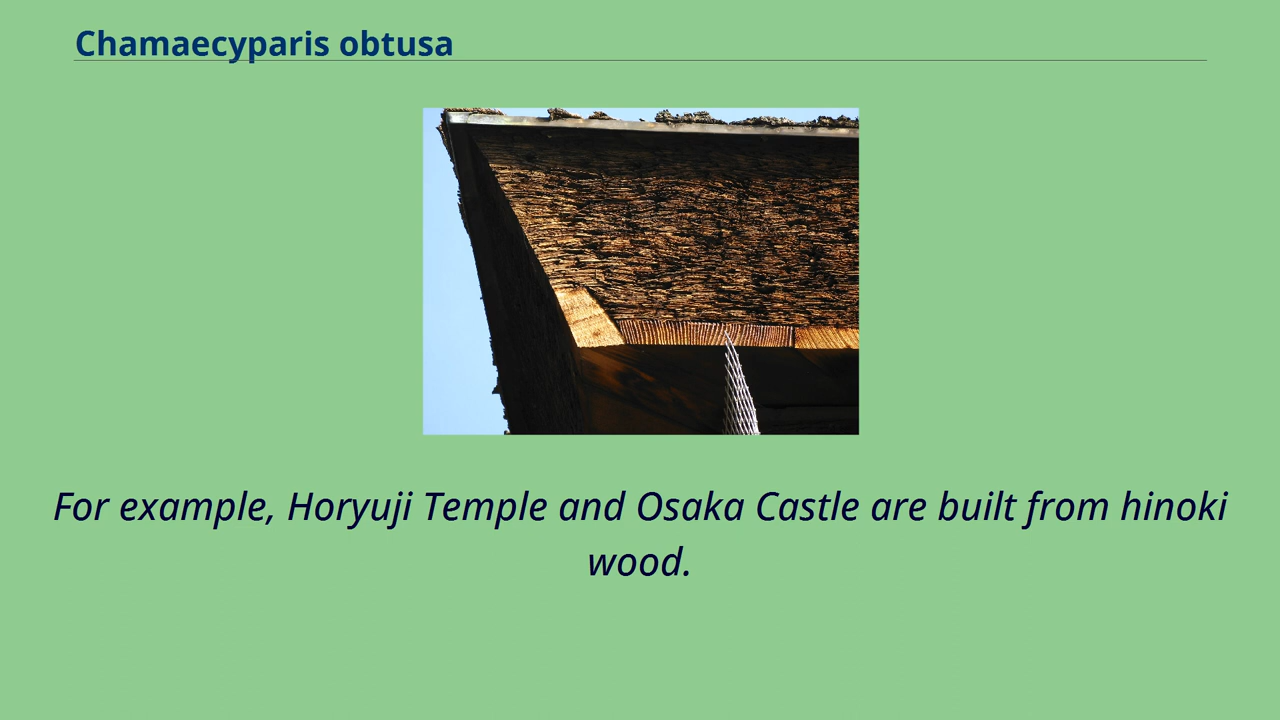 Chamaecyparis obtusa
For example, Horyuji Temple and Osaka Castle are built from hinoki
wood.